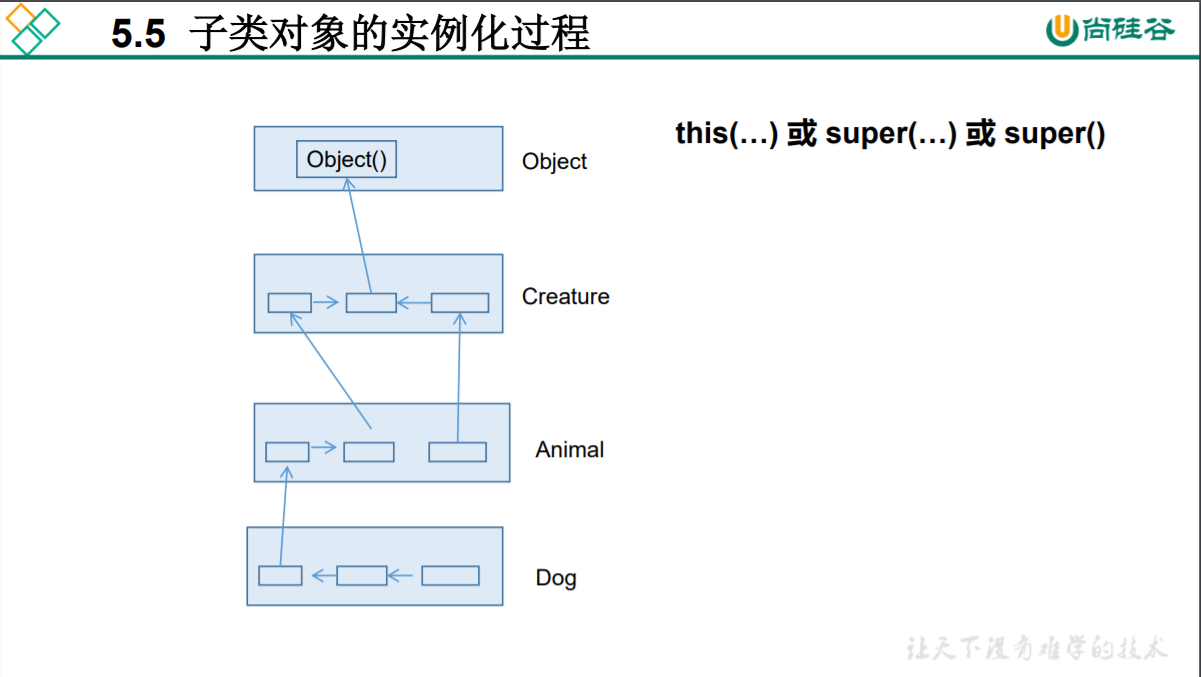 5.5 子类对象的实例化过程
尚硅谷
this(…) 或 super(…) 或 super()
Object()
Object
Creature
Animal
Dog
让天下没有难学的技术